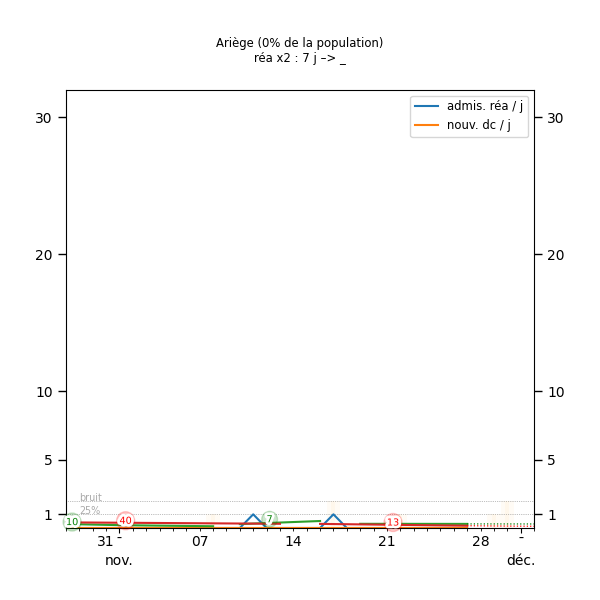 Ariège (0% de la population)
réa x2 : 7 j –> _
admis. réa / j
nouv. dc / j
30 30
20 20
10 10
5 5
bruit
25%
1 1
10 40 7 13
31 - 07 14 21 28 -
nov. déc.